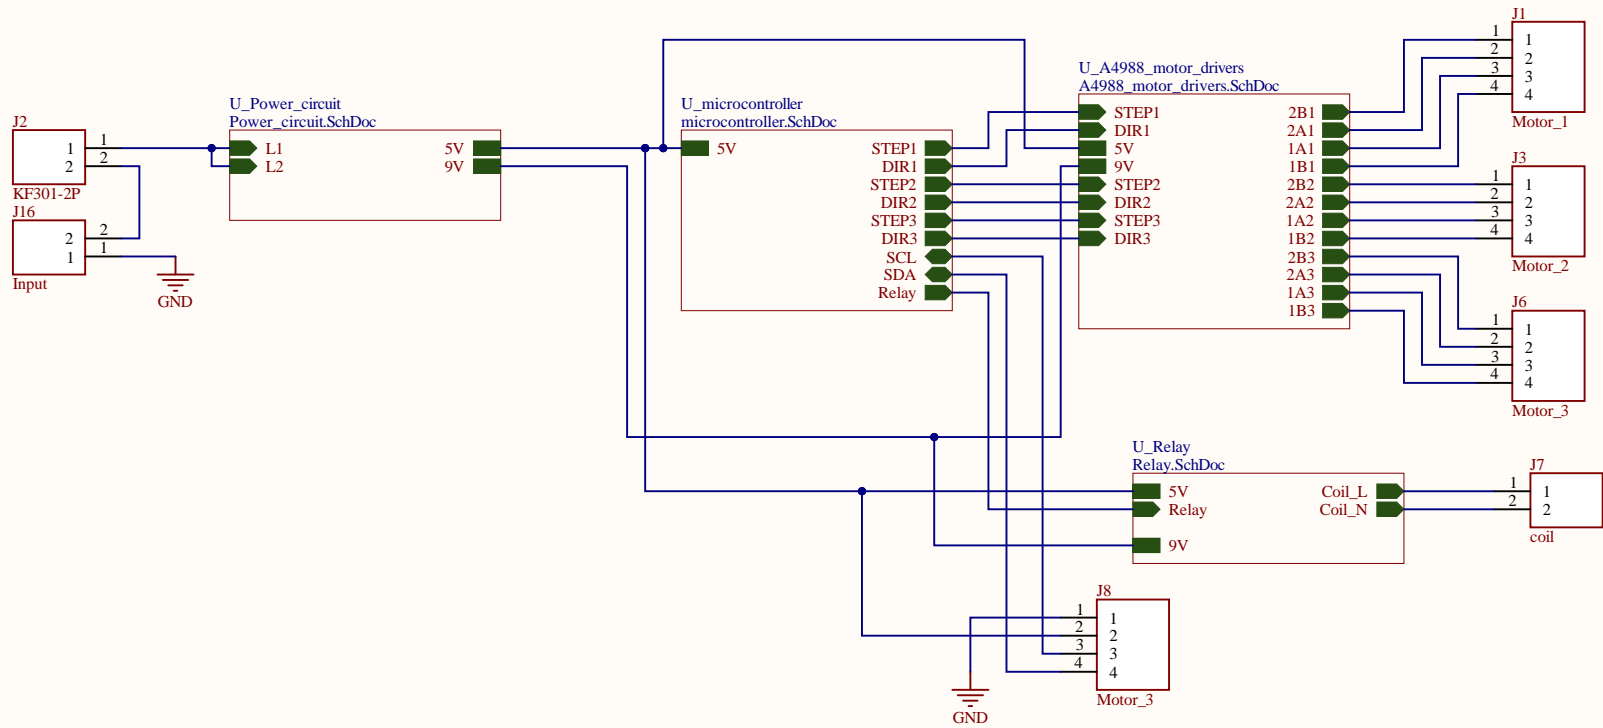 J2
1
2
1
2
KF301-2P
J16
2
1
2
1
Input
GND
U_Power_circuit
Power_circuit.SchDoc
L1
L2
5V
9V
U_microcontroller
microcontroller.SchDoc
5V
STEP1
DIR1
STEP2
DIR2
STEP3
DIR3
SCL
SDA
Relay
U_A4988_motor_drivers
A4988_motor_drivers.SchDoc
STEP1
DIR1
5V
9V
STEP2
DIR2
STEP3
DIR3
2B1
2A1
1A1
1B1
2B2
2A2
1A2
1B2
2B3
2A3
1A3
1B3
J1
1
2
3
4
1
2
3
4
Motor_1
J3
1
2
3
4
1
2
3
4
Motor_2
J6
1
2
3
4
1
2
3
4
Motor_3
U_Relay
Relay.SchDoc
5V
Relay
9V
Coil_L
Coil_N
J7
1
2
1
2
coil
J8
1
2
3
4
1
2
3
4
Motor_3
GND